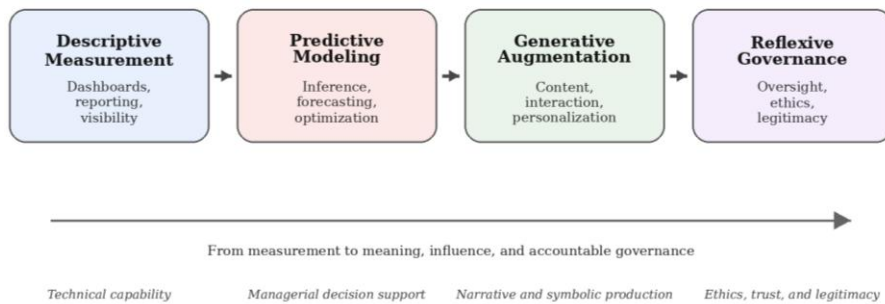 Descriptive
Measurement
Dashboards,
reporting,
visibility
Predictive
Modeling
Inference,
forecasting,
optimization
Generative
Augmentation
Content,
interaction,
personalization
Reflexive
Governance
Oversight,
ethics,
legitimacy
From measurement to meaning, influence, and accountable governance
Technical capability
Managerial decision support
Narrative and symbolic production
Ethics, trust, and legitimacy